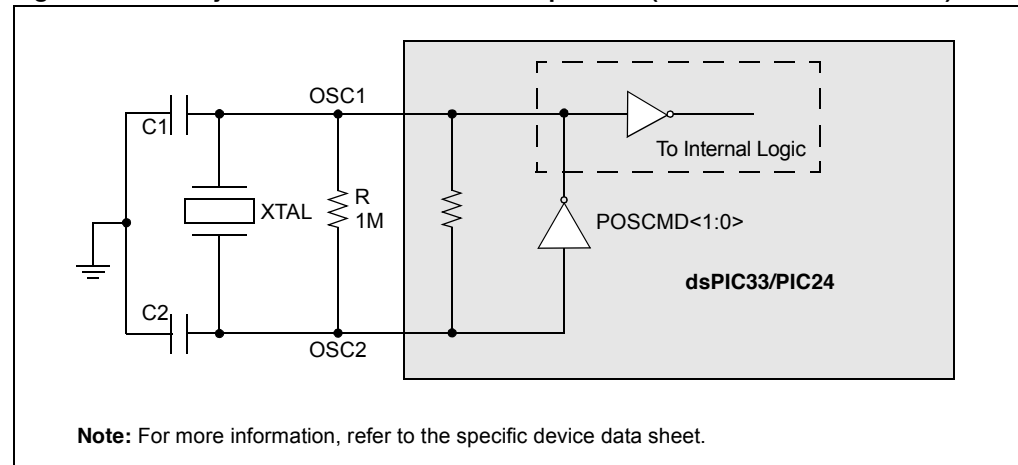 OSC1
C1
To Internal Logic
XTAL
R
1M
POSCMD<1:0>
dsPIC33/PIC24
C2
OSC2
Note: For more information, refer to the specific device data sheet.